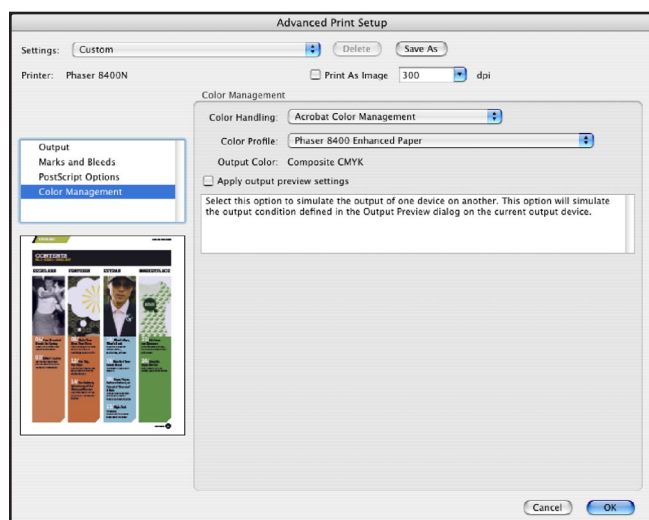 Advanced Print Setup
Settings: Custom Delete Save As
Printer: Phaser 8400N Print As Image 300 dpi
Color Management
Color Handling: Acrobat Color Management
Color Profile: Phaser 8400 Enhanced Paper
Output Color: Composite CMYK
Apply output preview settings
Select this option to simulate the output of one device on another. This option will simulate
the output condition defined in the Output Preview dialog on the current output device.
Output
Marks and Bleeds
PostScript Options
Color Management
CONTENTS
Cancel OK